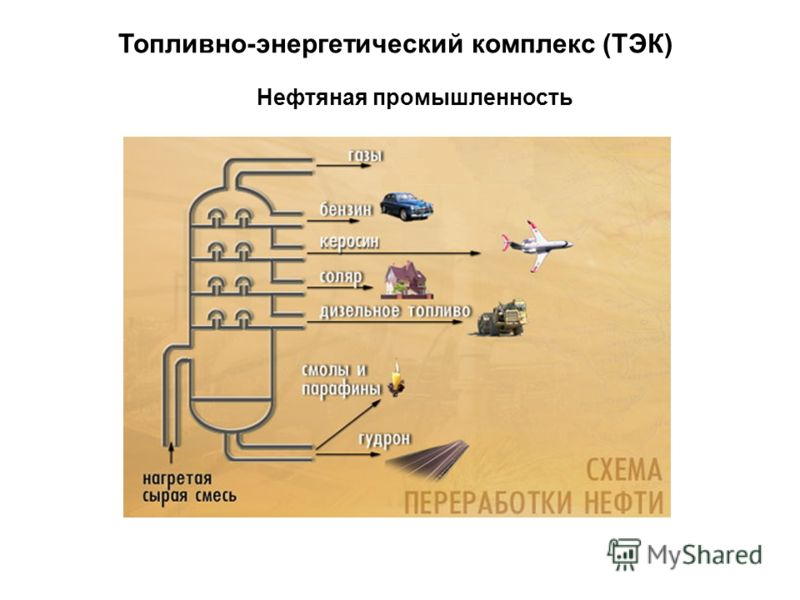 Топливно-энергетический комплекс (ТЭК)
Нефтяная промышленность
газы
бензин
керосин
соляр
дизельное топливо
смолы и
парафины
гудрон
нагретая
сырая смесь
СХЕМА
ПЕРЕРАБОТКИ НЕФТИ
MyShared